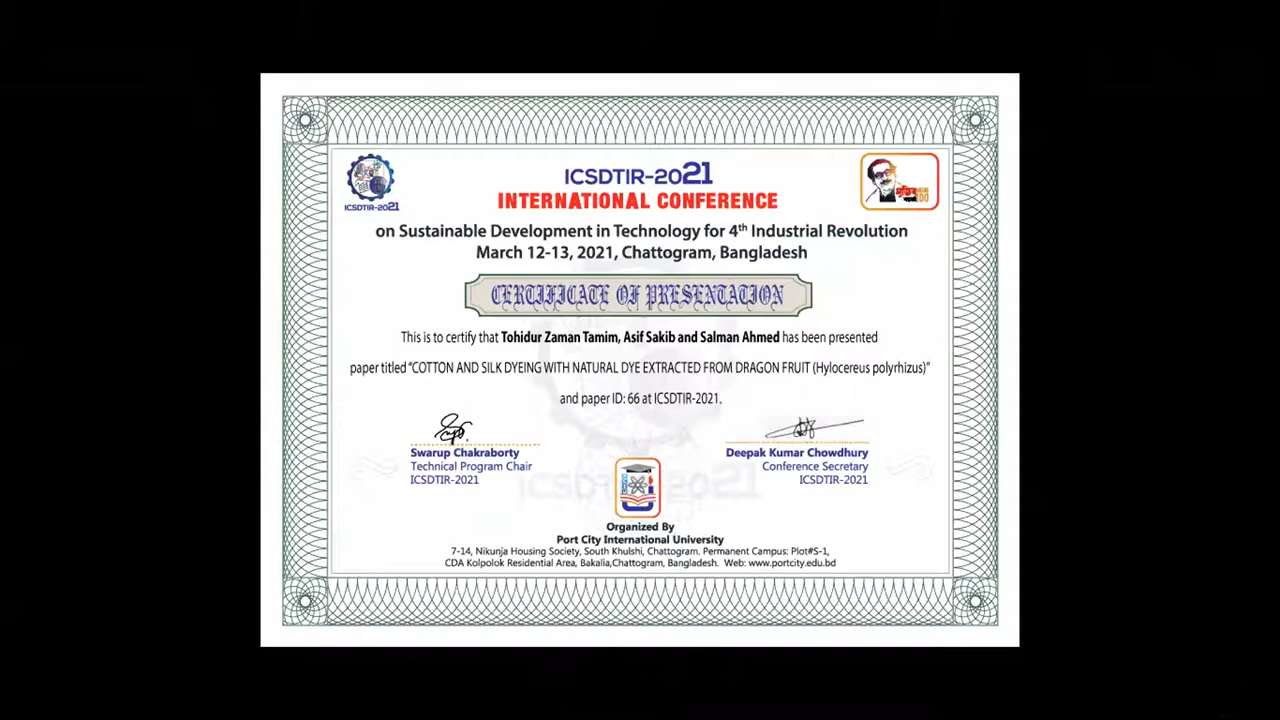 ICSDTIR-2021
ICSDTIR-2021
INTERNATIONAL CONFERENCE
on Sustainable Development in Technology for 4th Industrial Revolution
March 12-13, 2021, Chattogram, Bangladesh
CERTIFICATE OF PRESENTATION
This is to certify that Tohidur Zaman Tamim, Asif Sakib and Salman Ahmed has been presented
paper titled "COTTON AND SILK DYEING WITH NATURAL DYE EXTRACTED FROM DRAGON FRUIT (Hylocereus polyrhizus)"
and paper ID: 66 at ICSDTIR-2021.
Swarup Chakraborty
Technical Program Chair
ICSDTIR-2021
Deepak Kumar Chowdhury
Conference Secretary
ICSDTIR-2021
ICSDTIR-2021
Organized By
Port City International University
7-14, Nikunja Housing Society, South Khulshi, Chattogram. Permanent Campus: Plot#S-1,
CDA Kolpolok Residential Area, Bakalia,Chattogram, Bangladesh. Web: www.portcity.edu.bd